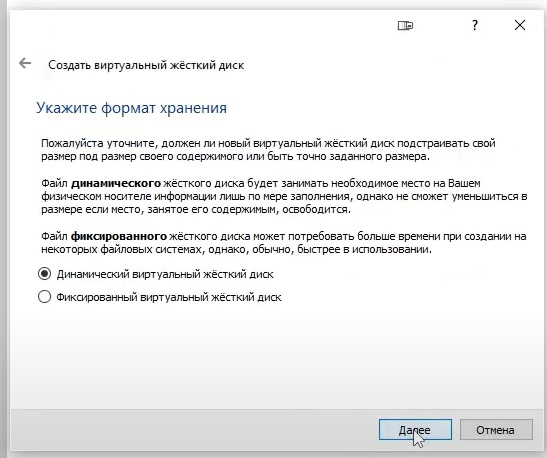 ?
Создать виртуальный жёсткий диск
Укажите формат хранения
Пожалуйста уточните, должен ли новый виртуальный жёсткий диск подстраивать свой
размер под размер своего содержимого или быть точно заданного размера.
Файл динамического жёсткого диска будет занимать необходимое место на Вашем
физическом носителе информации лишь по мере заполнения, однако не сможет уменьшиться в
размере если место, занятое его содержимым, освободится.
Файл фиксированного жёсткого диска может потребовать больше времени при создании на
некоторых файловых системах, однако, обычно, быстрее в использовании.
Динамический виртуальный жёсткий диск
Фиксированный виртуальный жёсткий диск
Далее Отмена